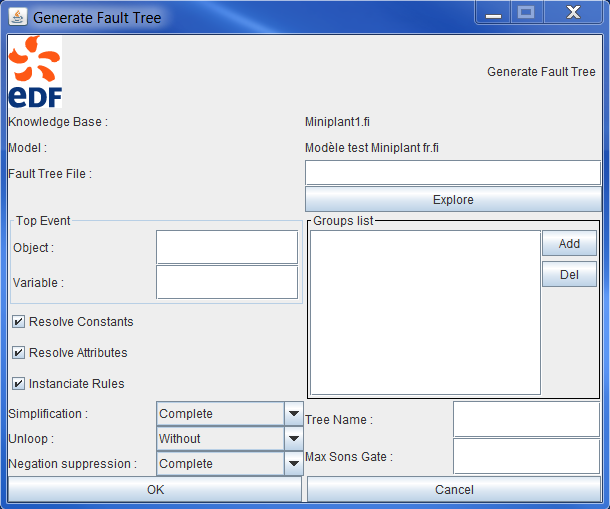 Generate Fault Tree
eDF
Generate Fault Tree
Knowledge Base :
Miniplant1.fi
Model :
Modèle test Miniplant fr.fi
Fault Tree File :
Explore
Top Event
Object :
Variable :
Groups list
Add
Del
Resolve Constants
Resolve Attributes
Instanciate Rules
Simplification :
Complete
Unloop :
Without
Negation suppression :
Complete
Tree Name :
Max Sons Gate :
OK
Cancel